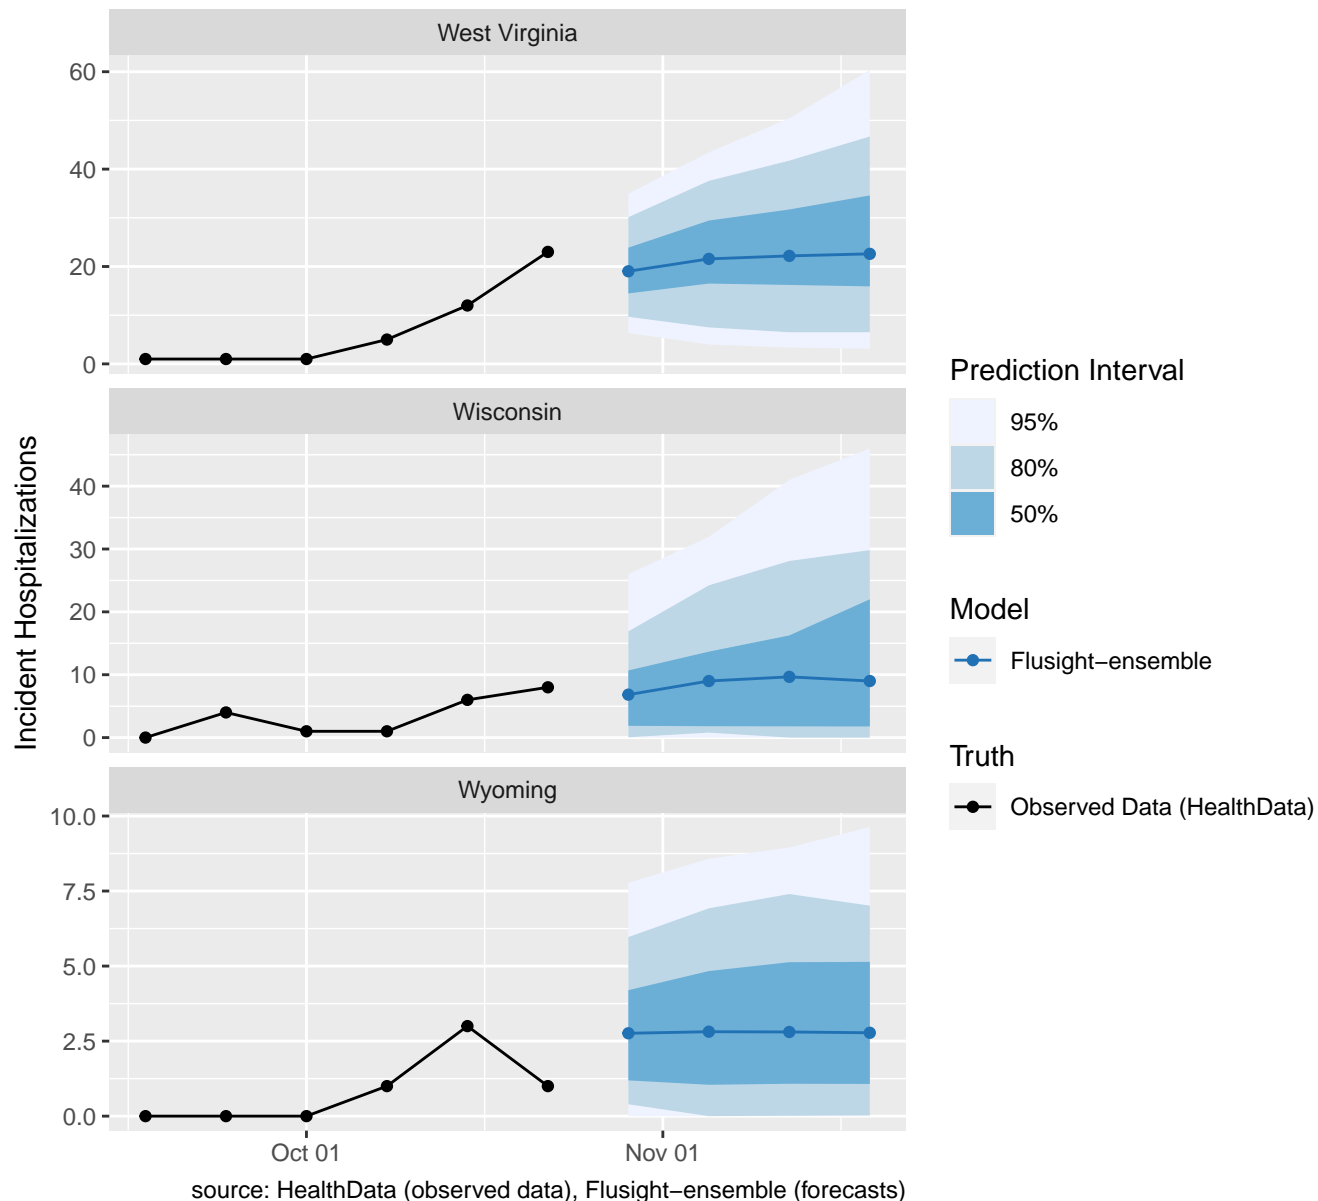 West Virginia
60
40
20
0
Wisconsin
40
30
20
10
0
Wyoming
10.0
7.5
5.0
2.5
0.0
Oct 01
Nov 01
Incident Hospitalizations
source: HealthData (observed data), Flusight−ensemble (forecasts)
Prediction Interval
95%
80%
50%
Model
Flusight−ensemble
Truth
Observed Data (HealthData)